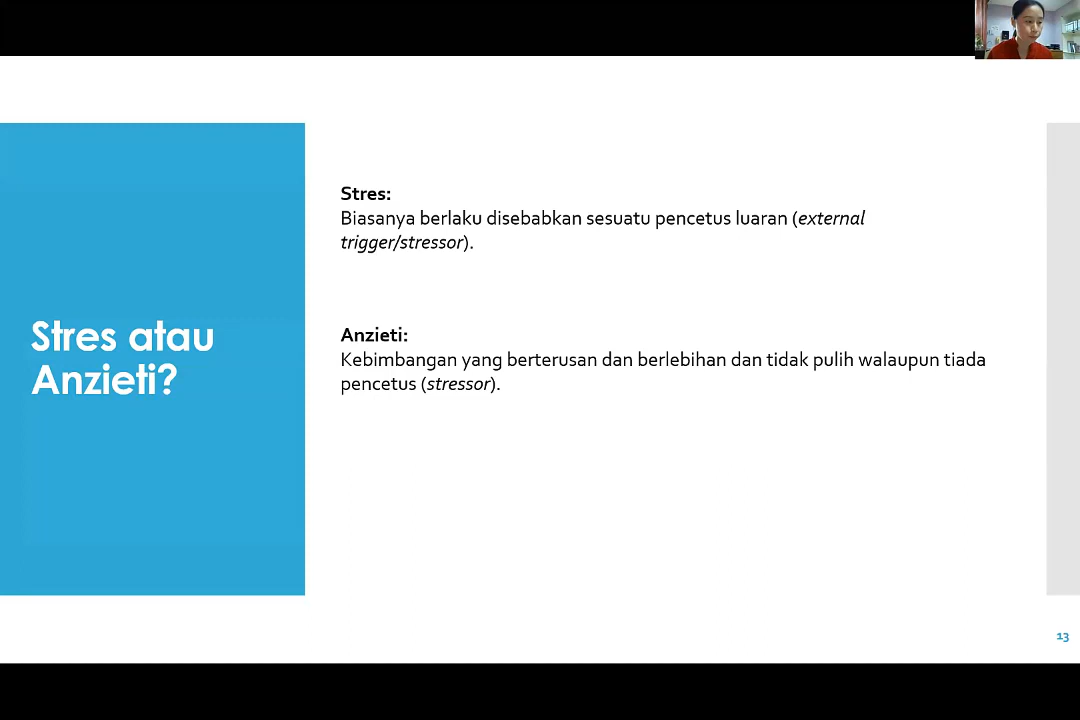 Stres atau
Anzieti?
Stres:
Biasanya berlaku disebabkan sesuatu pencetus luaran (external
trigger/stressor).
Anzieti:
Kebimbangan yang berterusan dan berlebihan dan tidak pulih walaupun tiada
pencetus (stressor).
13